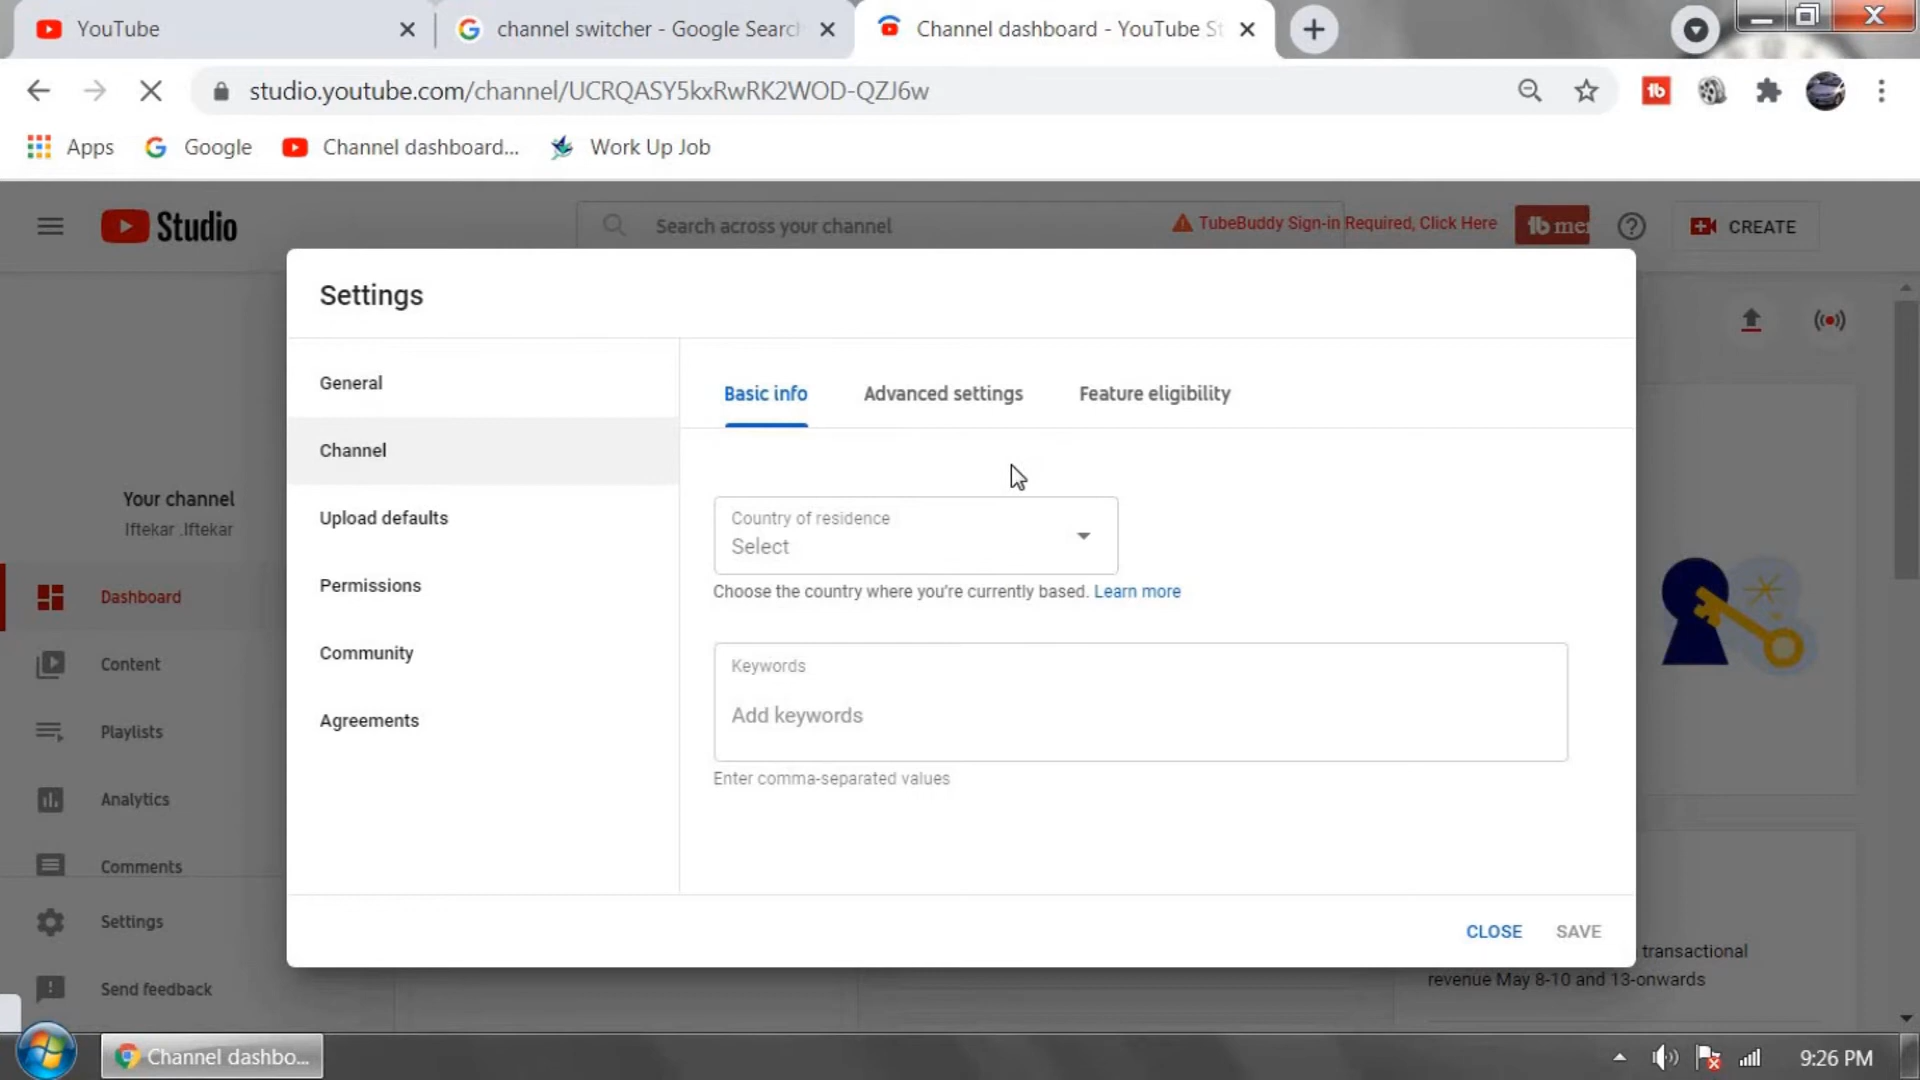 YouTube
channel switcher - Google Search
Channel dashboard - YouTube St
studio.youtube.com/channel/UCRQASY5kxRwRK2WOD-QZJ6w
Apps
Google
Channel dashboard...
Work Up Job
Studio
Search across your channel
TubeBuddy Sign-in Required, Click Here
tb me
CREATE
Settings
General
Channel
Upload defaults
Permissions
Community
Agreements
Basic info
Advanced settings
Feature eligibility
Country of residence
Select
Choose the country where you're currently based. Learn more
Keywords
Add keywords
Enter comma-separated values
CLOSE
SAVE
Your channel
Iftekar .Iftekar
Dashboard
Content
Playlists
Analytics
Comments
Settings
Send feedback
transactional
revenue May 8-10 and 13-onwards
Channel dashbo...
9:26 PM